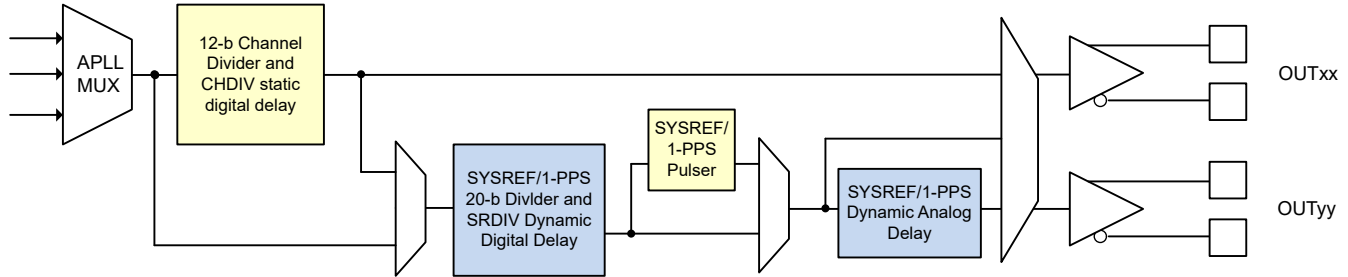 APLL
MUX
12-b Channel
Divider and
CHDIV static
digital delay
SYSREF/1-PPS
20-b Divlder and
SRDIV Dynamic
Digital Delay
SYSREF/
1-PPS
Pulser
SYSREF/1-PPS
Dynamic Analog
Delay
OUTxx
OUTyy